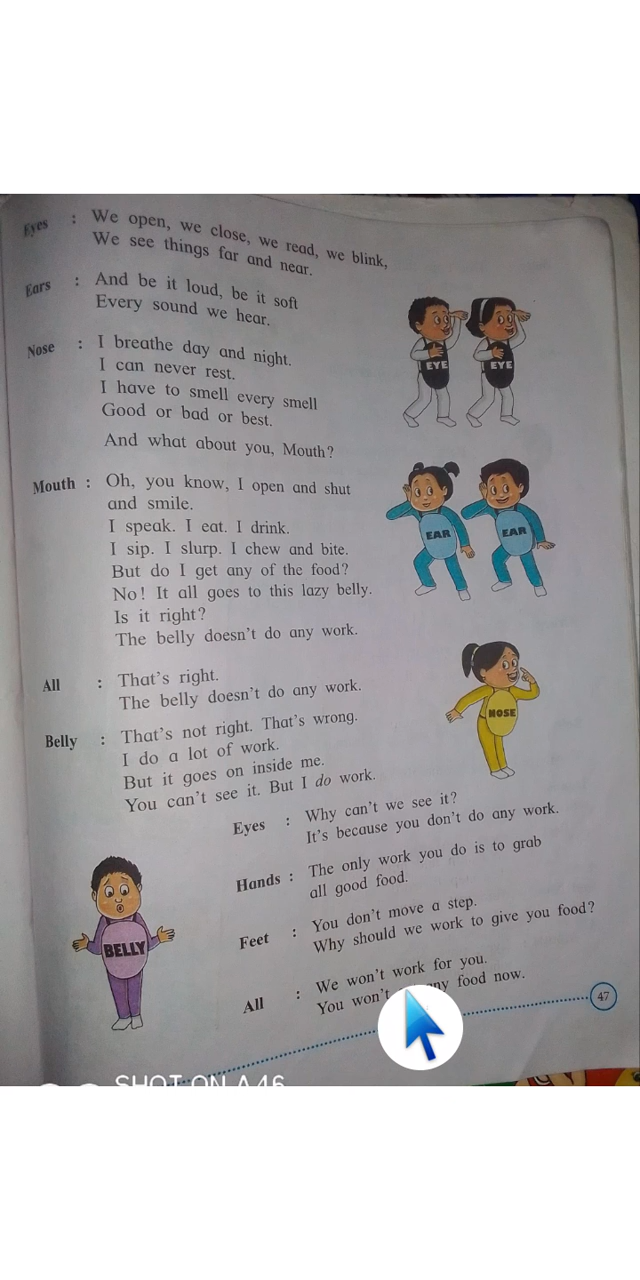 Eyes : We open, we close, we read, we blink,
We see things far and near.
Ears : And be it loud, be it soft
Every sound we hear.
Nose : I breathe day and night.
I can never rest.
I have to smell every smell
Good or bad or best.
And what about you, Mouth?
Mouth : Oh, you know, I open and shut
and smile.
I speak. I eat. I drink.
I sip. I slurp. I chew and bite.
But do I get any of the food?
No! It all goes to this lazy belly.
Is it right?
The belly doesn't do any work.
All : That's right.
The belly doesn't do any work.
Belly : That's not right. That's wrong.
I do a lot of work.
But it goes on inside me.
You can't see it. But I do work.
Eyes : Why can't we see it?
It's because you don't do any work.
Hands : The only work you do is to grab
all good food.
Feet : You don't move a step.
Why should we work to give you food?
All : We won't work for you.
You won't food now.
EYE
EYE
EAR
EAR
NOSE
BELLY
47
SHOT ON A46